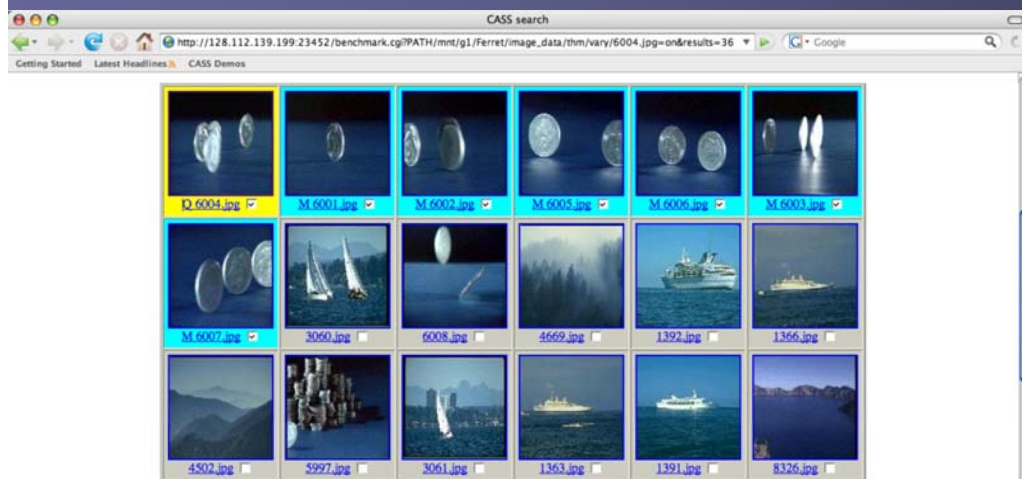 CASS search
http://128.112.139.199:23452/benchmark.cgi?PATH/mnt/g1/Ferret/image_data/thm/vary/6004.jpg=on&results=36
Google
Getting Started Latest Headlines CASS Demos
Q 6004.jpg M 6001.jpg M 6002.jpg M 6005.jpg M 6006.jpg M 6003.jpg
M 6007.jpg 3060.jpg 6008.jpg 4669.jpg 1392.jpg 1366.jpg
4502.jpg 5997.jpg 3061.jpg 1363.jpg 1391.jpg 8326.jpg